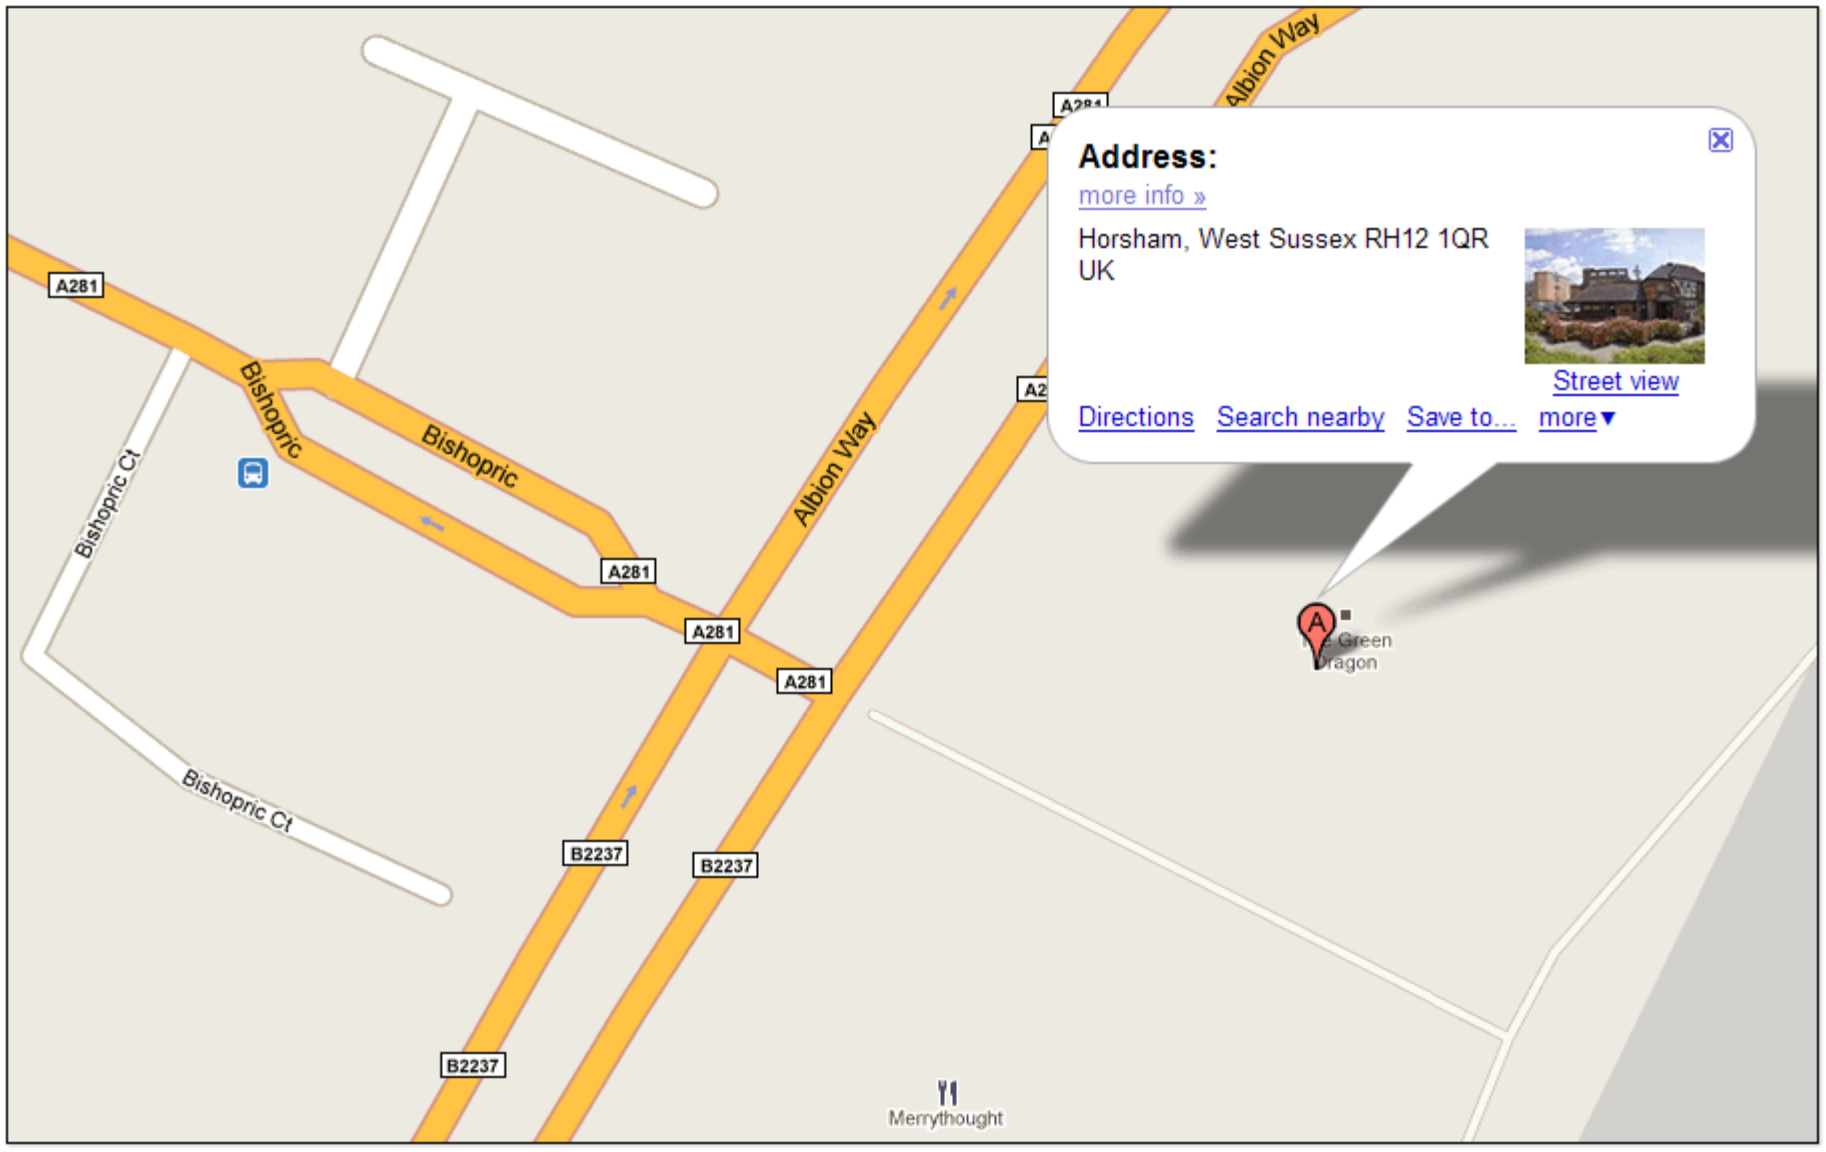 Albion Way
A281
Address:
more info »
Horsham, West Sussex RH12 1QR
UK
Street view
Directions Search nearby Save to... more▼
A281
Bishopric
Bishopric
Albion Way
Bishopric Ct
A281
A281
A281
A
Green
Dragon
Bishopric Ct
B2237
B2237
B2237
Merrythought